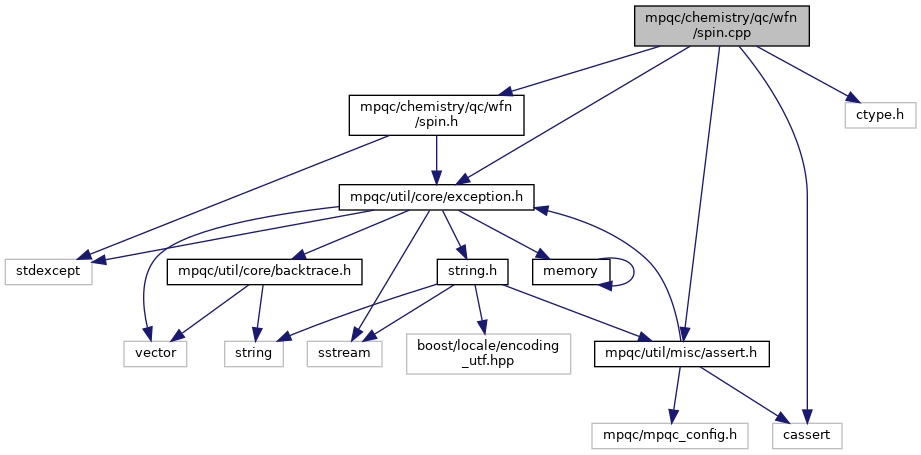 mpqc/chemistry/qc/wfn
/spin.cpp
mpqc/chemistry/qc/wfn
/spin.h
ctype.h
mpqc/util/core/exception.h
stdexcept
mpqc/util/core/backtrace.h
string.h
memory
vector
string
sstream
boost/locale/encoding
_utf.hpp
mpqc/util/misc/assert.h
mpqc/mpqc_config.h
cassert